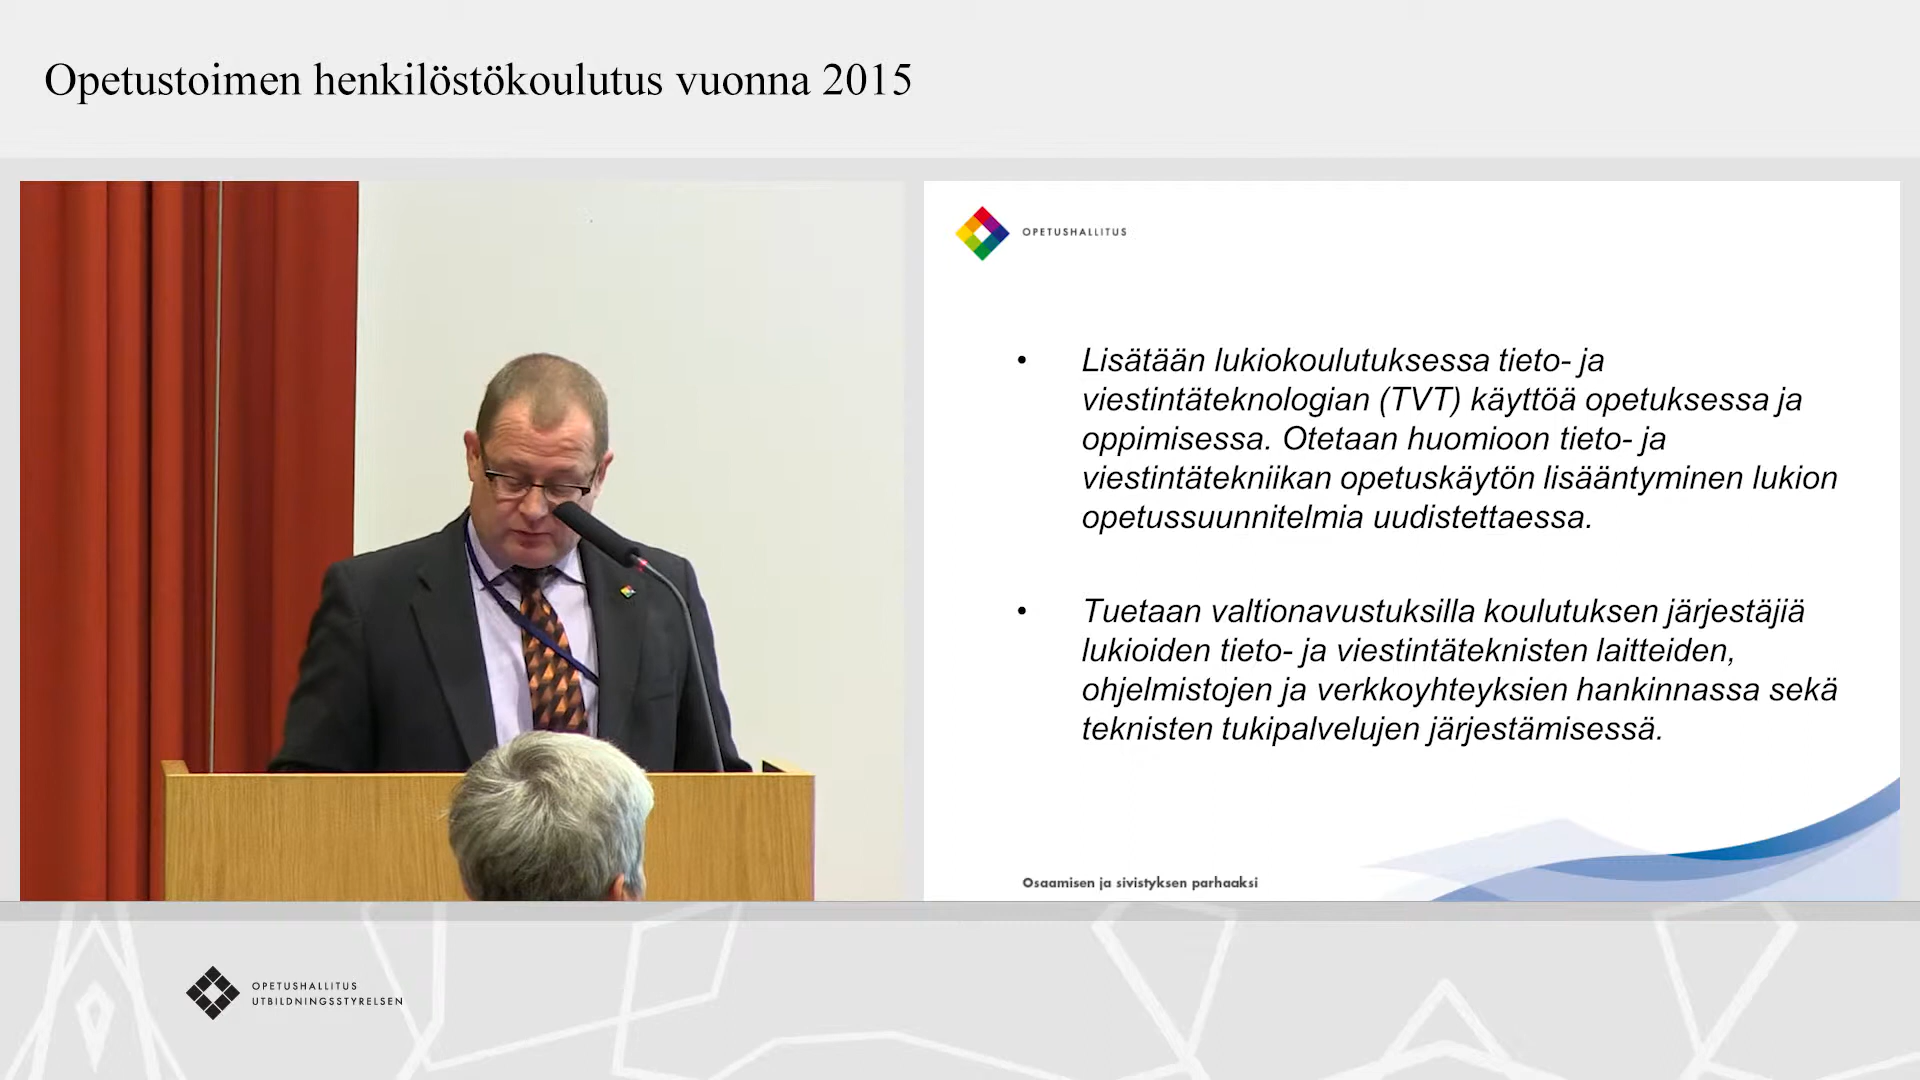 Opetustoimen henkilöstökoulutus vuonna 2015
OPETUSHALLITUS
• Lisätään lukiokoulutuksessa tieto- ja
viestintäteknologian (TVT) käyttöä opetuksessa ja
oppimisessa. Otetaan huomioon tieto- ja
viestintätekniikan opetuskäytön lisääntyminen lukion
opetussuunnitelmia uudistettaessa.
• Tuetaan valtionavustuksilla koulutuksen järjestäjiä
lukioiden tieto- ja viestintäteknisten laitteiden,
ohjelmistojen ja verkkoyhteyksien hankinnassa sekä
teknisten tukipalvelujen järjestämisessä.
Osaamisen ja sivistyksen parhaaksi
OPETUSHALLITUS
UTBILDNINGSSTYRELSEN